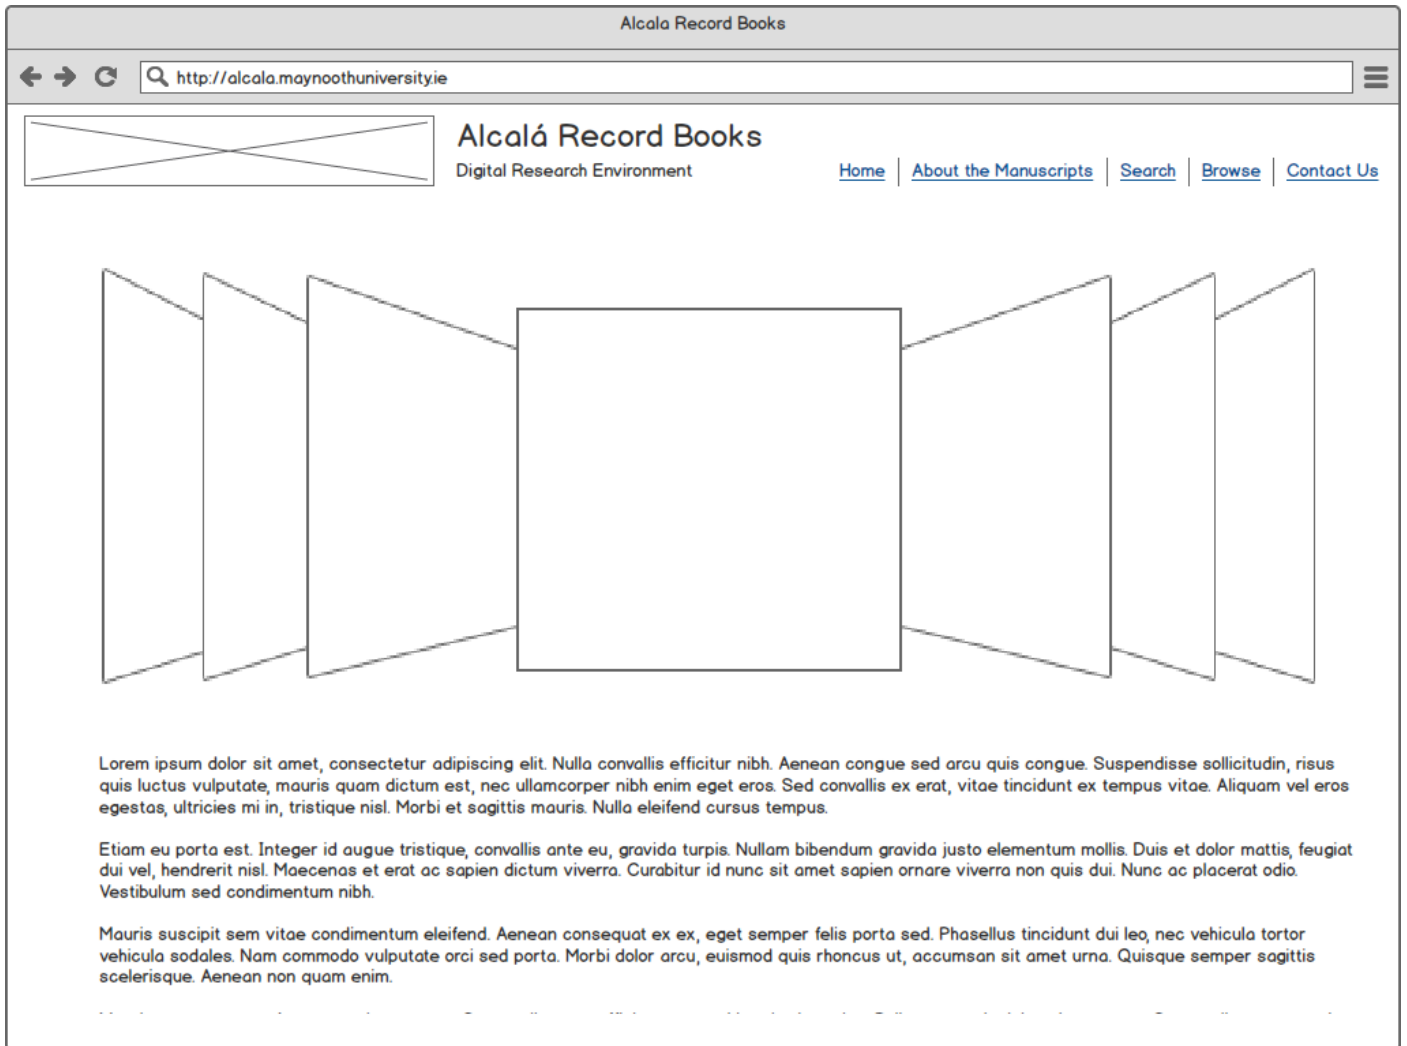 Alcala Record Books
http://alcala.maynoothuniversity.ie
Alcalá Record Books
Digital Research Environment
Home About the Manuscripts Search Browse Contact Us
Lorem ipsum dolor sit amet, consectetur adipiscing elit. Nulla convallis efficitur nibh. Aenean congue sed arcu quis congue. Suspendisse sollicitudin, risus
quis luctus vulputate, mauris quam dictum est, nec ullamcorper nibh enim eget eros. Sed convallis ex erat, vitae tincidunt ex tempus vitae. Aliquam vel eros
egestas, ultricies mi in, tristique nisl. Morbi et sagittis mauris. Nulla eleifend cursus tempus.
Etiam eu porta est. Integer id augue tristique, convallis ante eu, gravida turpis. Nullam bibendum gravida justo elementum mollis. Duis et dolor mattis, feugiat
dui vel, hendrerit nisl. Maecenas et erat ac sapien dictum viverra. Curabitur id nunc sit amet sapien ornare viverra non quis dui. Nunc ac placerat odio.
Vestibulum sed condimentum nibh.
Mauris suscipit sem vitae condimentum eleifend. Aenean consequat ex ex, eget semper felis porta sed. Phasellus tincidunt dui leo, nec vehicula tortor
vehicula sodales. Nam commodo vulputate orci sed porta. Morbi dolor arcu, euismod quis rhoncus ut, accumsan sit amet urna. Quisque semper sagittis
scelerisque. Aenean non quam enim.